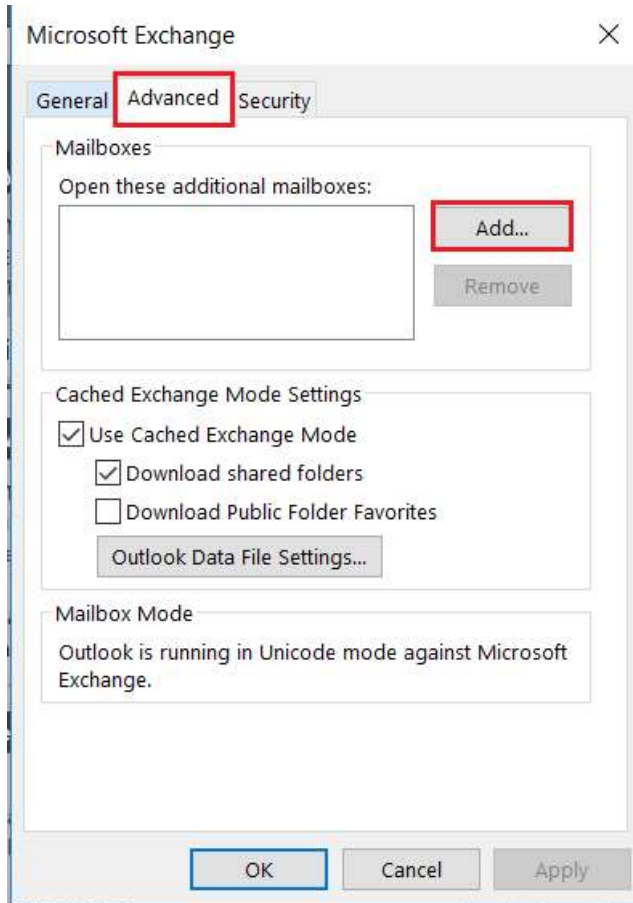 Microsoft Exchange
General Advanced Security
Mailboxes
Open these additional mailboxes:
Add...
Remove
Cached Exchange Mode Settings
Use Cached Exchange Mode
Download shared folders
Download Public Folder Favorites
Outlook Data File Settings...
Mailbox Mode
Outlook is running in Unicode mode against Microsoft
Exchange.
OK Cancel Apply